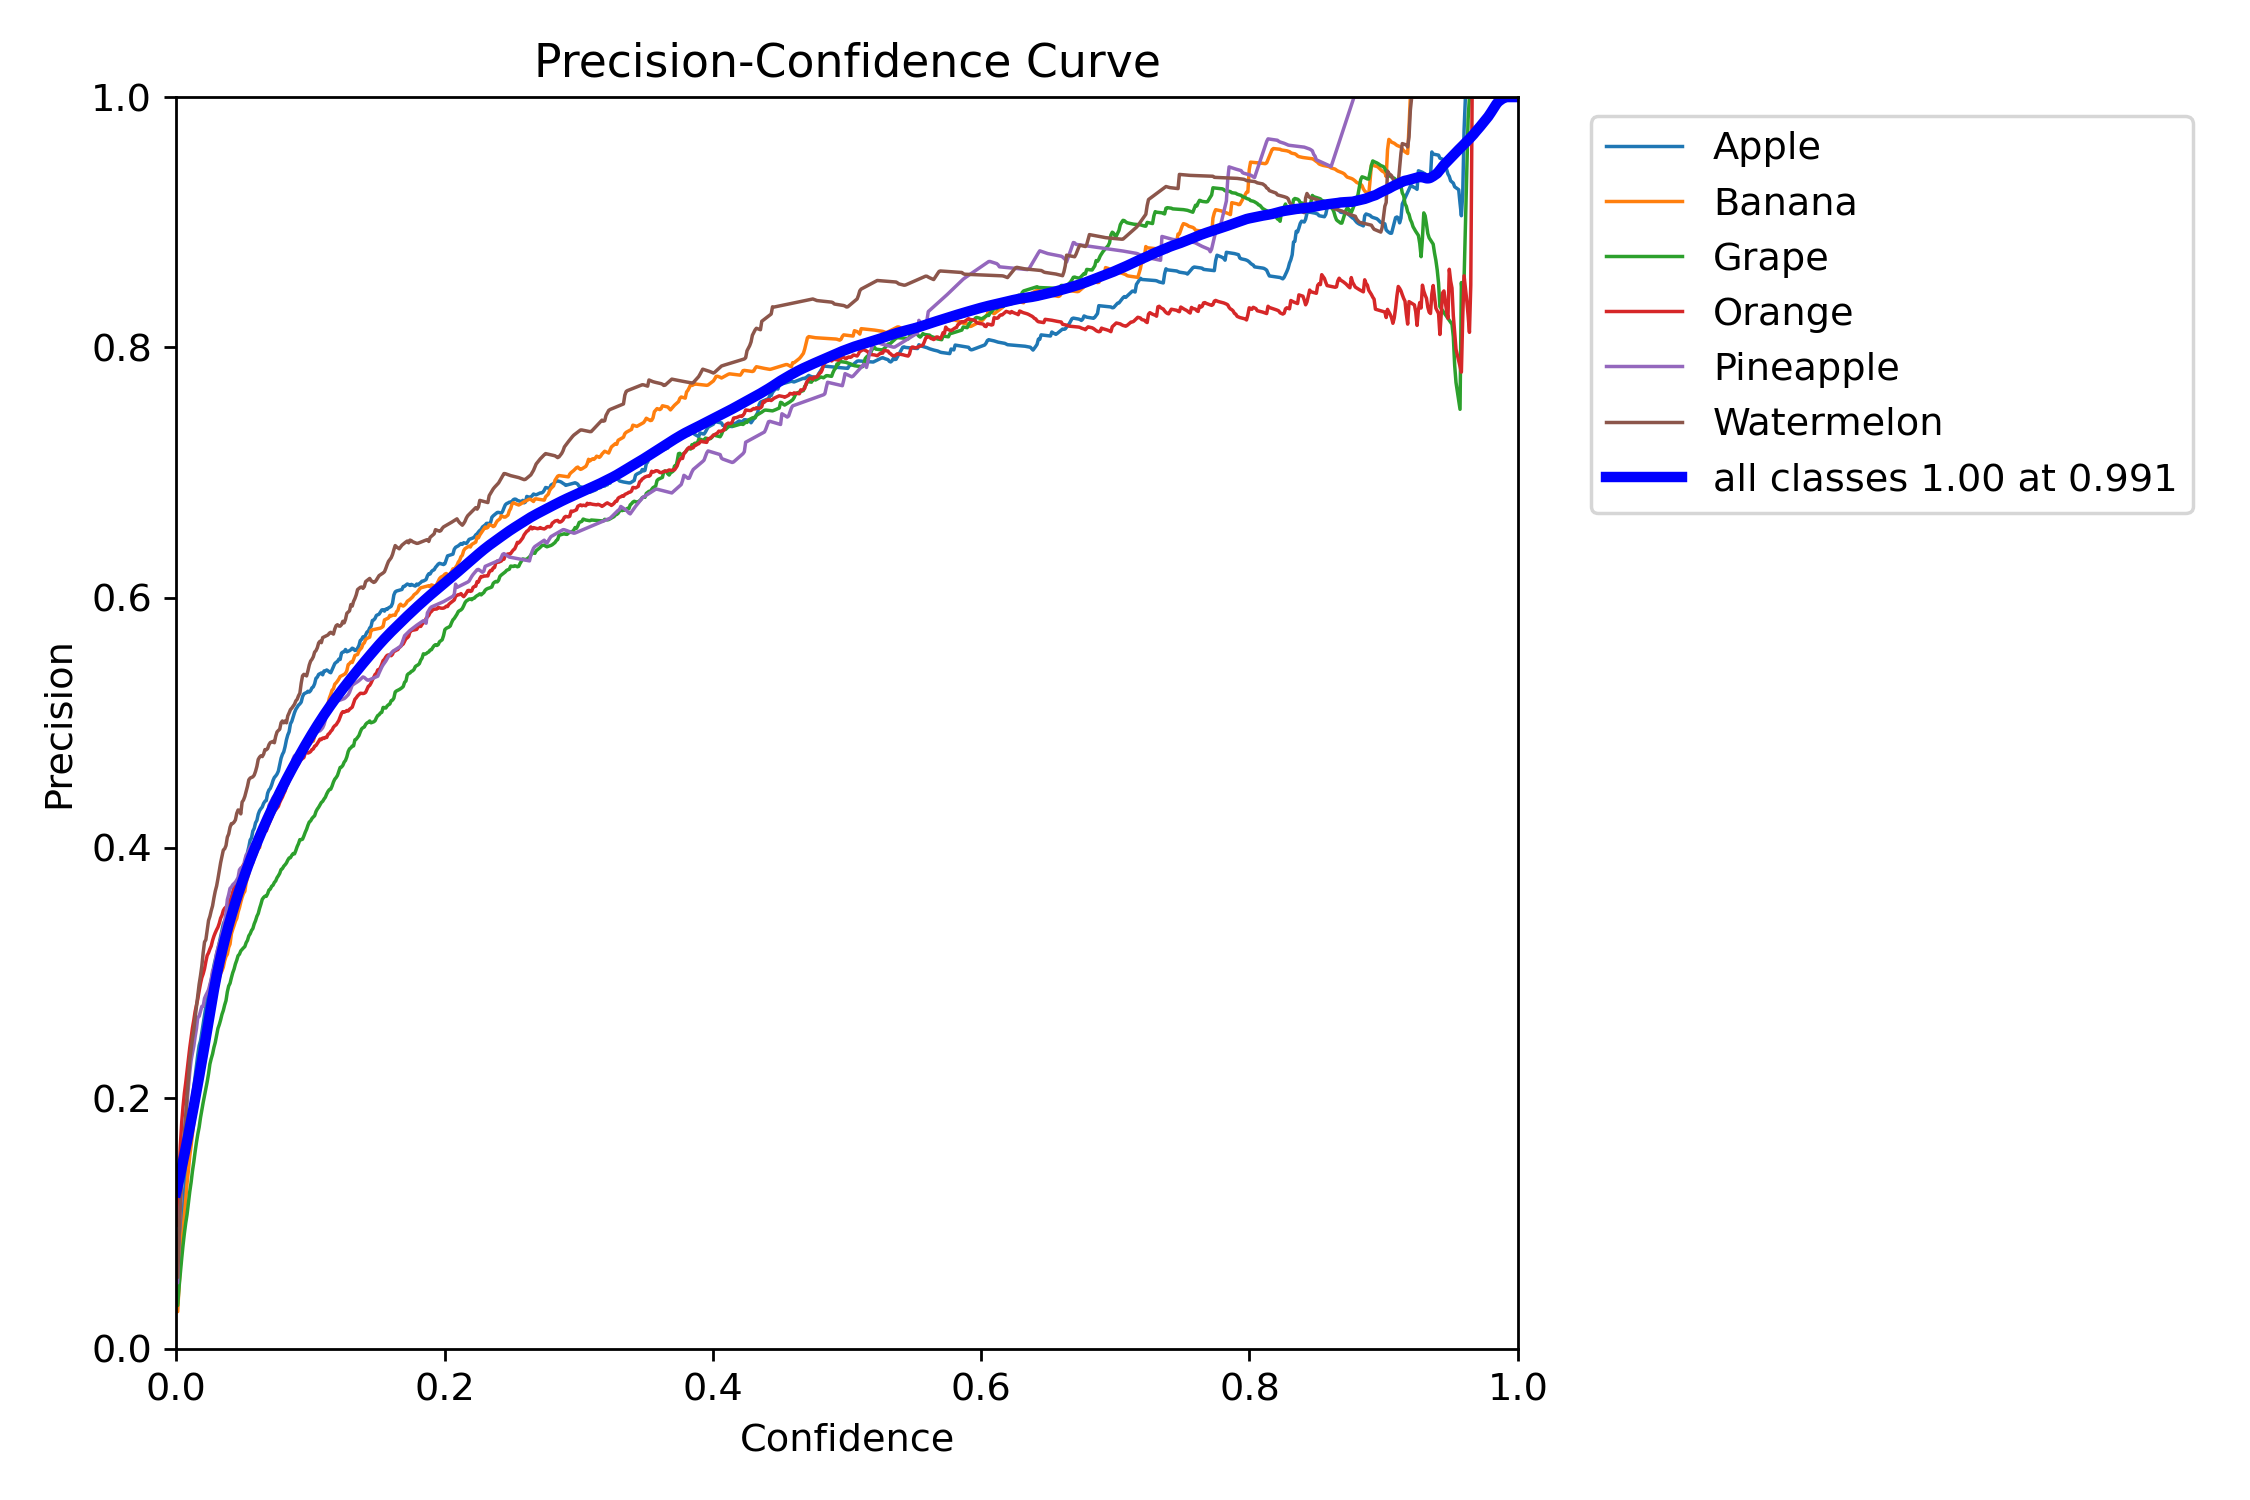 Precision-Confidence Curve
1.0
0.8
0.6
0.4
0.2
0.0
Precision
0.0 0.2 0.4 0.6 0.8 1.0
Confidence
Apple
Banana
Grape
Orange
Pineapple
Watermelon
all classes 1.00 at 0.991